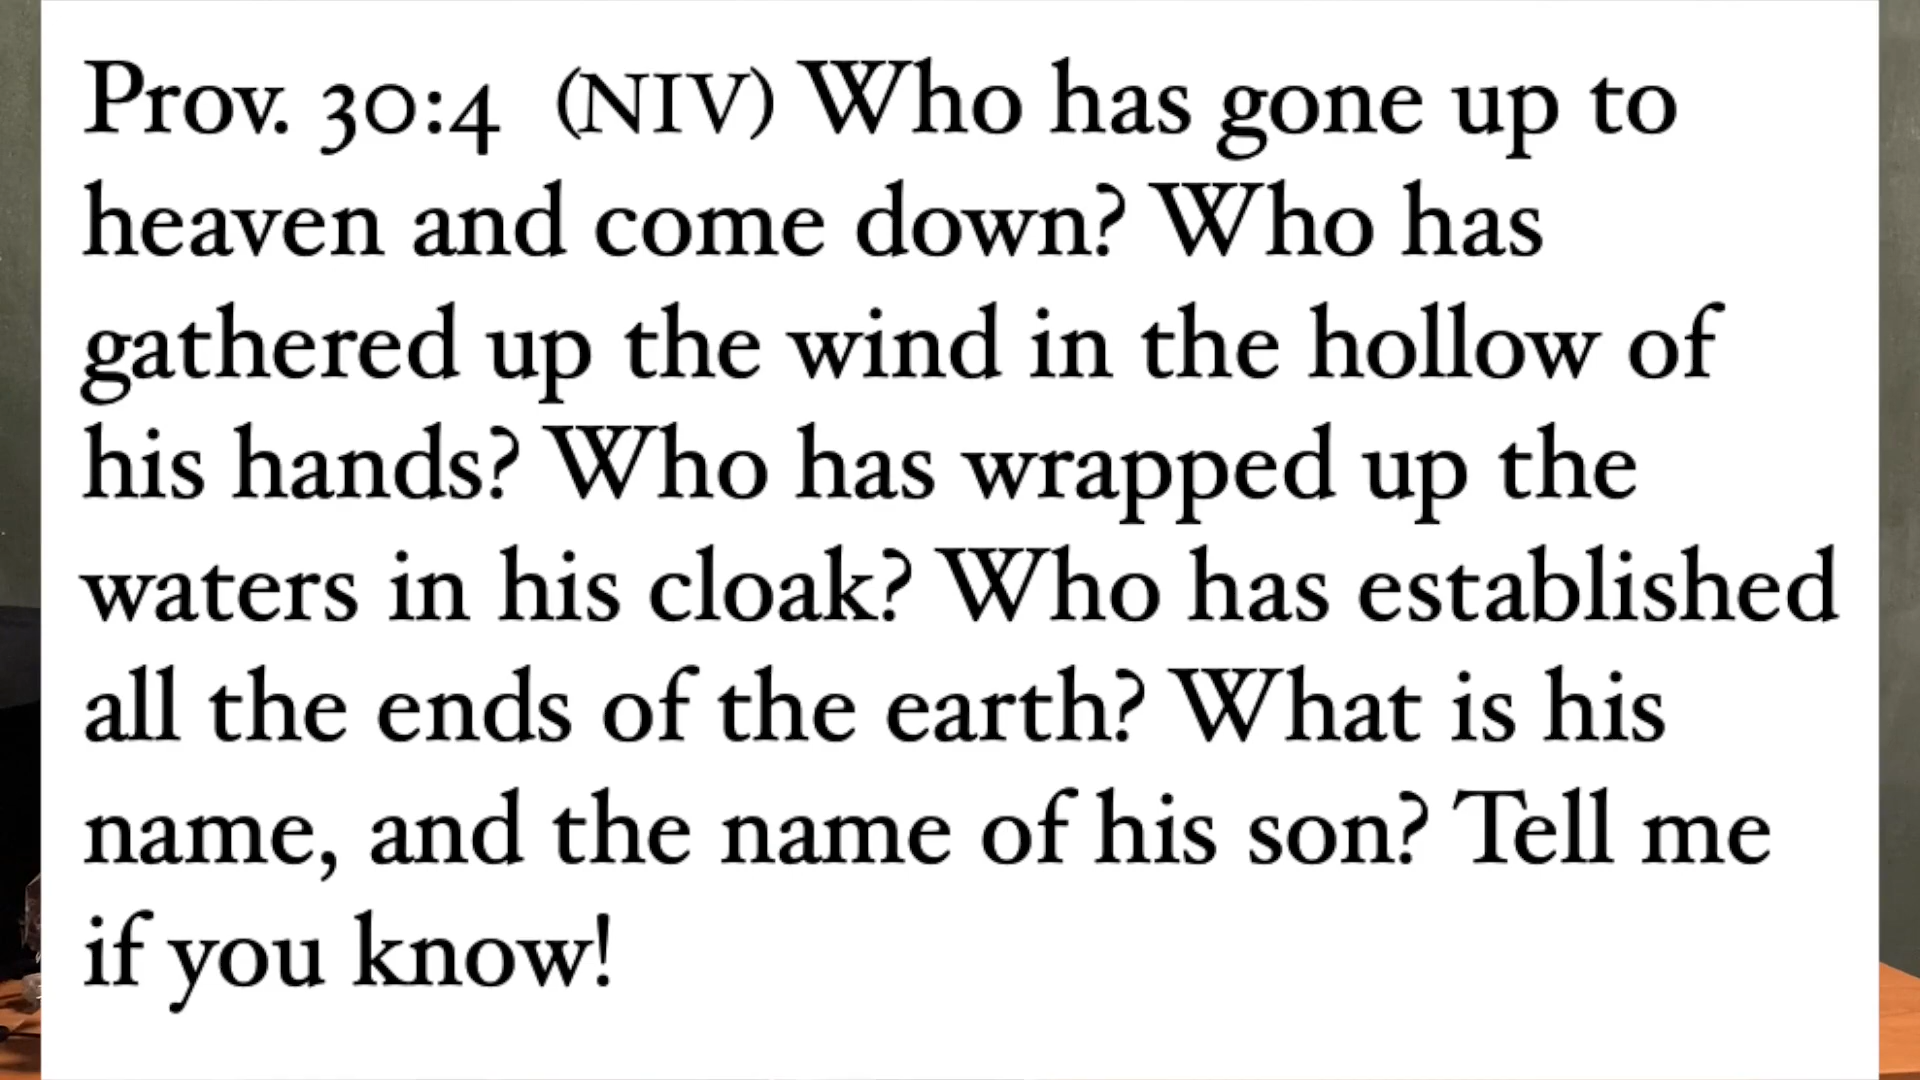 Prov. 30:4 (NIV) Who has gone up to
heaven and come down? Who has
gathered up the wind in the hollow of
his hands? Who has wrapped up the
waters in his cloak? Who has established
all the ends of the earth? What is his
name, and the name of his son? Tell me
if you know!